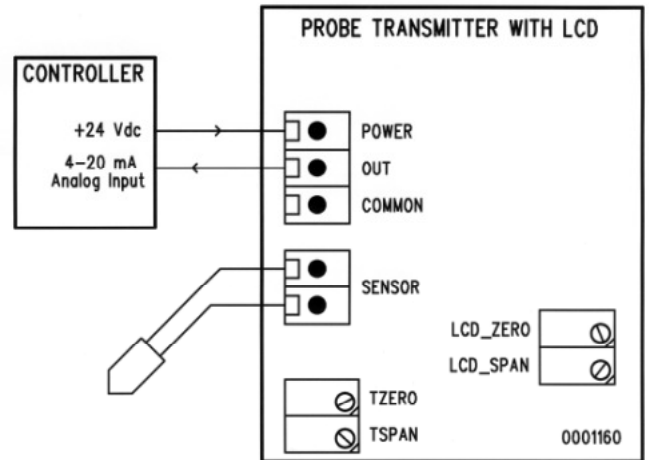 PROBE TRANSMITTER WITH LCD
CONTROLLER
+24 Vdc
4-20 mA
Analog Input
POWER
OUT
COMMON
SENSOR
LCD_ZERO
LCD_SPAN
TZERO
TSPAN
0001160